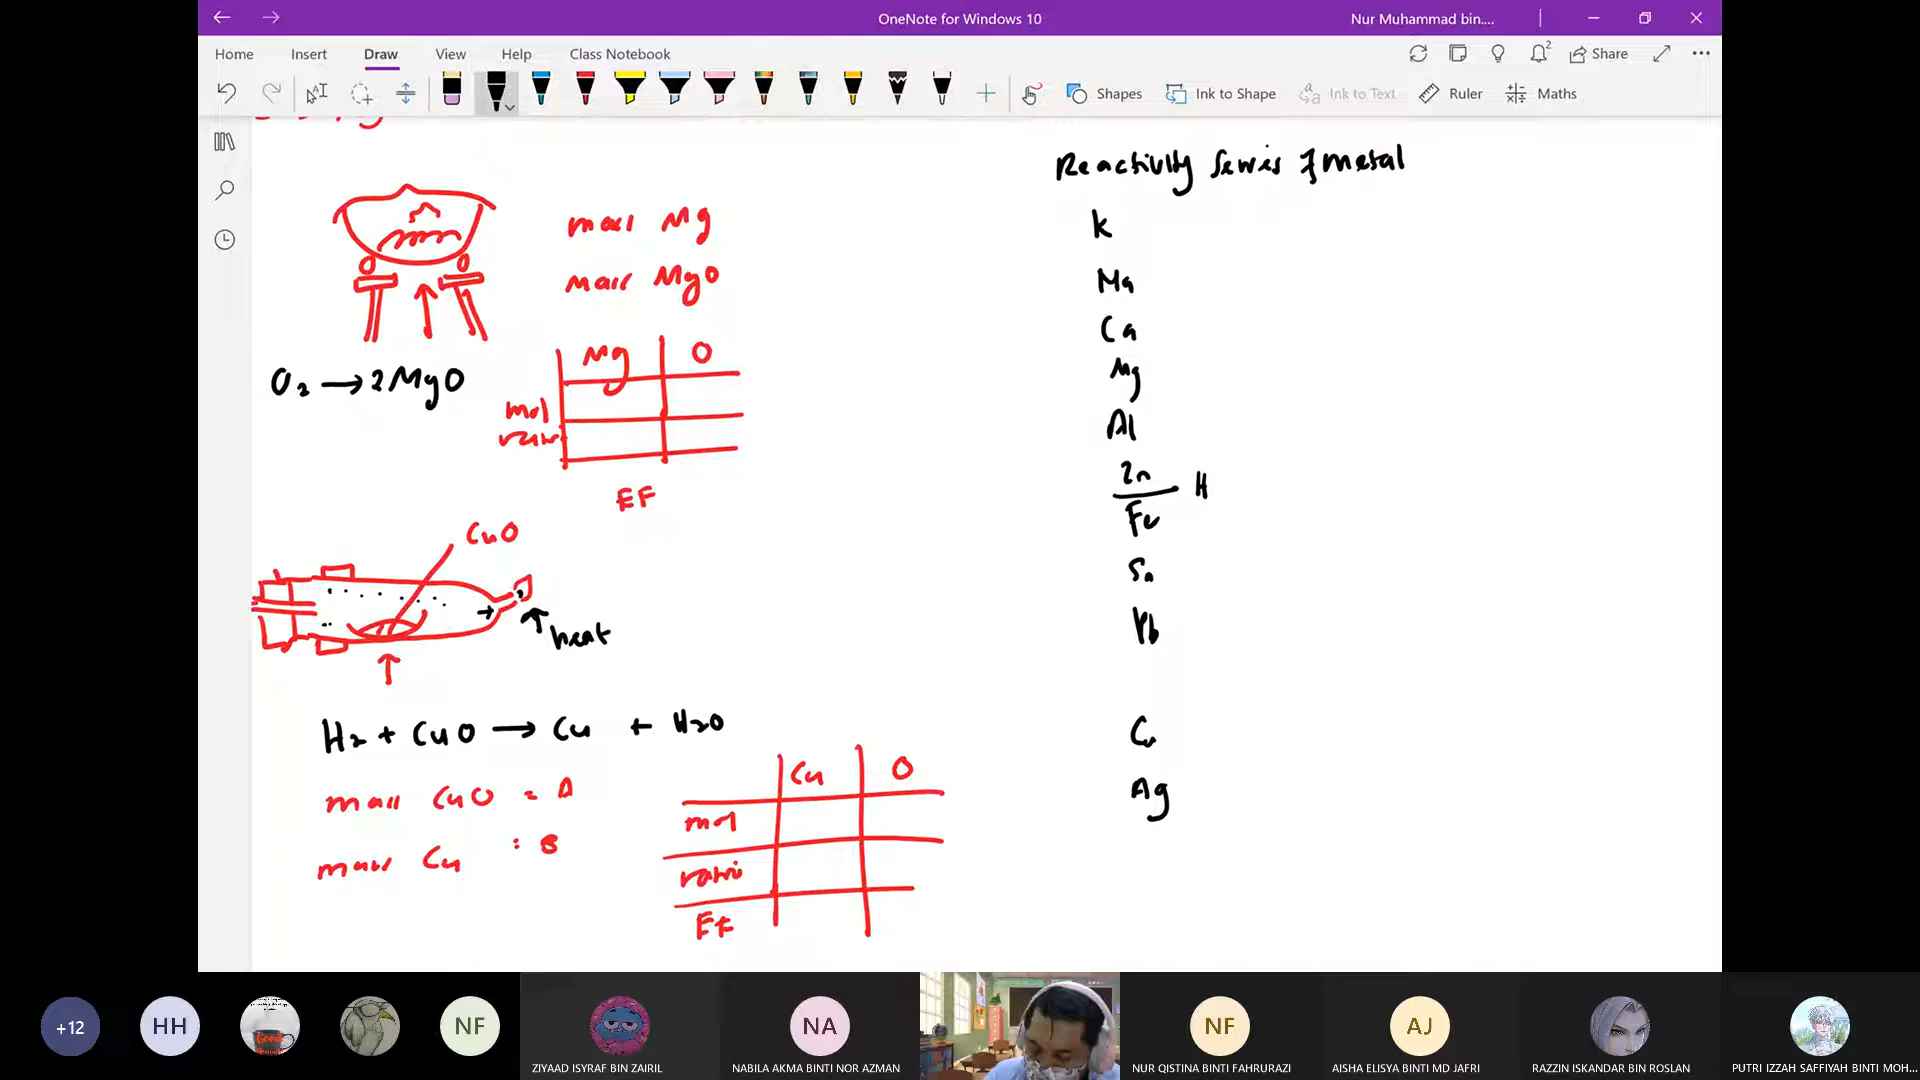 OneNote for Windows 10
Nur Muhammad bin....
Home Insert Draw View Help Class Notebook
2 Share
Shapes Ink to Shape Ink to Text Ruler Maths
Reactivity Series of metal
K
Na
Ca
Mg
Al
Zn
H
Fe
Sn
Pb
Cu
Ag
mass Mg
mass MgO
O₂ → 2MgO
Mg O
mol
ratio
EF
CuO
heat
H₂ + CuO → Cu + H₂O
mass CuO = A
mass Cu : B
Cu O
mol
ratio
EF
+12
HH
NF
ZIYAAD ISYRAF BIN ZAIRIL
NA
NABILA AKMA BINTI NOR AZMAN
NF
NUR QISTINA BINTI FAHRURAZI
AJ
AISHA ELISYA BINTI MD JAFRI
RAZZIN ISKANDAR BIN ROSLAN
PUTRI IZZAH SAFFIYAH BINTI MOH...